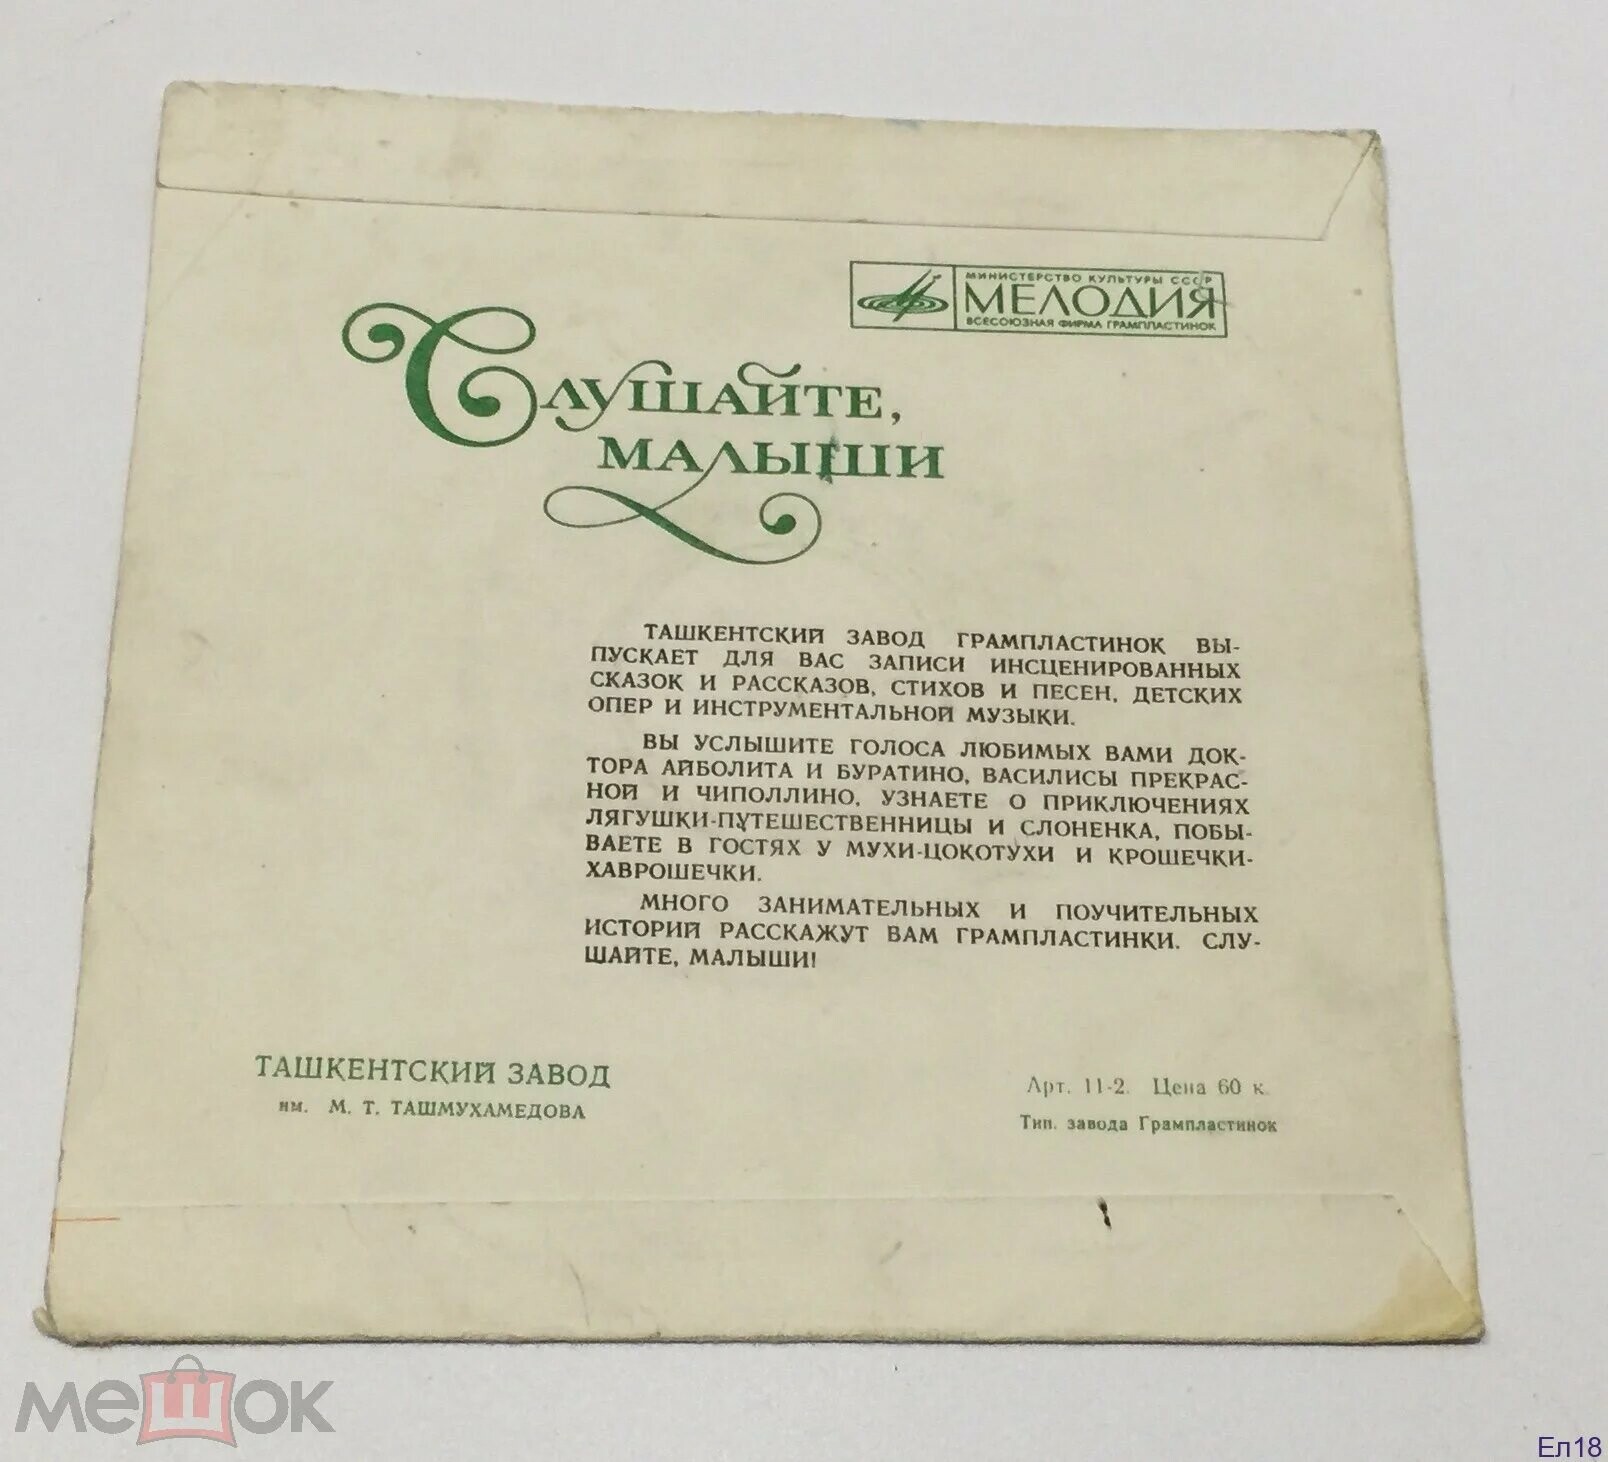 МИНИСТЕРСТВО КУЛЬТУРЫ СССР
МЕЛОДИЯ
ВСЕСОЮЗНАЯ ФИРМА ГРАМПЛАСТИНОК
Слушайте,
малыши
ТАШКЕНТСКИЙ ЗАВОД ГРАМПЛАСТИНОК ВЫ-
ПУСКАЕТ ДЛЯ ВАС ЗАПИСИ ИНСЦЕНИРОВАННЫХ
СКАЗОК И РАССКАЗОВ, СТИХОВ И ПЕСЕН, ДЕТСКИХ
ОПЕР И ИНСТРУМЕНТАЛЬНОЙ МУЗЫКИ.
ВЫ УСЛЫШИТЕ ГОЛОСА ЛЮБИМЫХ ВАМИ ДОК-
ТОРА АЙБОЛИТА И БУРАТИНО, ВАСИЛИСЫ ПРЕКРАС-
НОЙ И ЧИПОЛЛИНО, УЗНАЕТЕ О ПРИКЛЮЧЕНИЯХ
ЛЯГУШКИ-ПУТЕШЕСТВЕННИЦЫ И СЛОНЕНКА, ПОБЫ-
ВАЕТЕ В ГОСТЯХ У МУХИ-ЦОКОТУХИ И КРОШЕЧКИ-
ХАВРОШЕЧКИ.
МНОГО ЗАНИМАТЕЛЬНЫХ И ПОУЧИТЕЛЬНЫХ
ИСТОРИЙ РАССКАЖУТ ВАМ ГРАМПЛАСТИНКИ. СЛУ-
ШАЙТЕ, МАЛЫШИ!
ТАШКЕНТСКИЙ ЗАВОД
им. М. Т. ТАШМУХАМЕДОВА
Арт. 11-2. Цена 60 к.
Тип. завода Грампластинок
мешок
Ел18